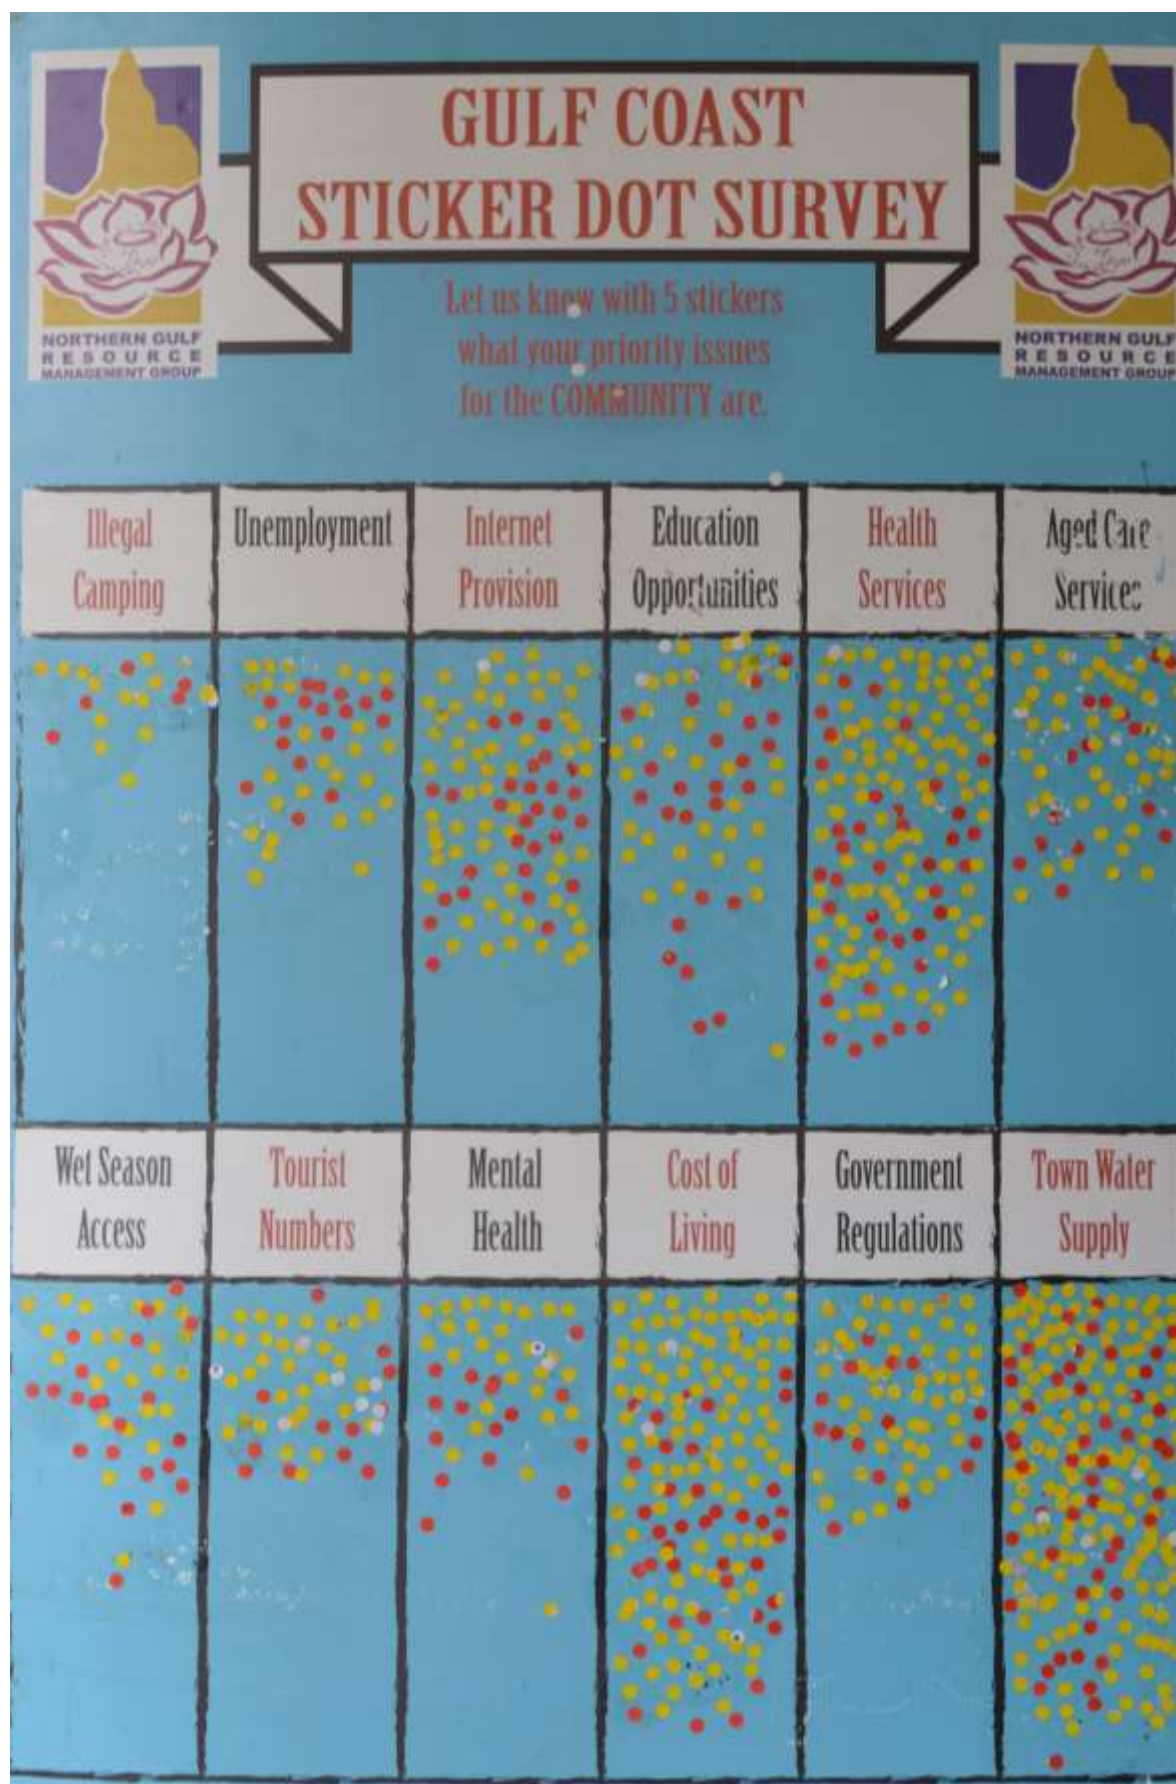 GULF COAST
STICKER DOT SURVEY
Let us know with 5 stickers
what your priority issues
for the COMMUNITY are.
NORTHERN GULF
RESOURCE
MANAGEMENT GROUP
NORTHERN GULF
RESOURCE
MANAGEMENT GROUP
Illegal
Camping
Unemployment
Internet
Provision
Education
Opportunities
Health
Services
Aged Care
Services
Wet Season
Access
Tourist
Numbers
Mental
Health
Cost of
Living
Government
Regulations
Town Water
Supply